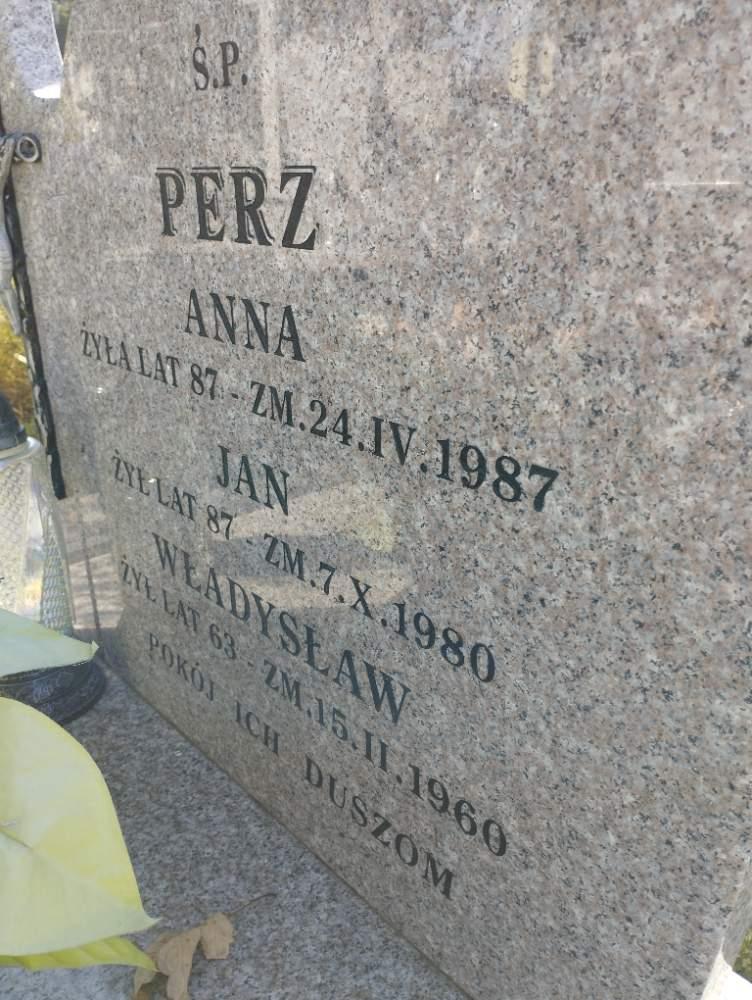 Ś.P.
PERZ
ANNA
ŻYŁA LAT 87 - ZM.24.IV.1987
JAN
ŻYŁ LAT 87 ZM.7.X.1980
WŁADYSŁAW
ŻYŁ LAT 63 - ZM.15.II.1960
POKÓJ ICH DUSZOM